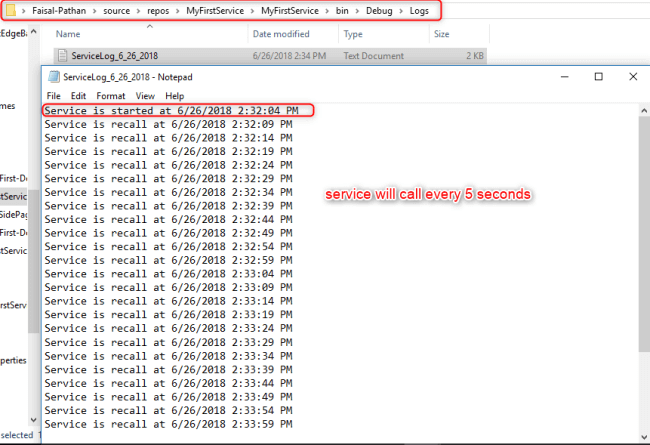 Faisal-Pathan > source > repos > MyFirstService > MyFirstService > bin > Debug > Logs
Name Date modified Type Size
ServiceLog_6_26_2018 6/26/2018 2:34 PM Text Document 2 KB
ServiceLog_6_26_2018 - Notepad
File Edit Format View Help
Service is started at 6/26/2018 2:32:04 PM
Service is recall at 6/26/2018 2:32:09 PM
Service is recall at 6/26/2018 2:32:14 PM
Service is recall at 6/26/2018 2:32:19 PM
Service is recall at 6/26/2018 2:32:24 PM
Service is recall at 6/26/2018 2:32:29 PM
Service is recall at 6/26/2018 2:32:34 PM
Service is recall at 6/26/2018 2:32:39 PM
Service is recall at 6/26/2018 2:32:44 PM
Service is recall at 6/26/2018 2:32:49 PM
Service is recall at 6/26/2018 2:32:54 PM
Service is recall at 6/26/2018 2:32:59 PM
Service is recall at 6/26/2018 2:33:04 PM
Service is recall at 6/26/2018 2:33:09 PM
Service is recall at 6/26/2018 2:33:14 PM
Service is recall at 6/26/2018 2:33:19 PM
Service is recall at 6/26/2018 2:33:24 PM
Service is recall at 6/26/2018 2:33:29 PM
Service is recall at 6/26/2018 2:33:34 PM
Service is recall at 6/26/2018 2:33:39 PM
Service is recall at 6/26/2018 2:33:44 PM
Service is recall at 6/26/2018 2:33:49 PM
Service is recall at 6/26/2018 2:33:54 PM
Service is recall at 6/26/2018 2:33:59 PM
service will call every 5 seconds
tEdgeBa
mes
First-De
stServic
SidePag
First-De
stServic
rstServ
operties
selected 1